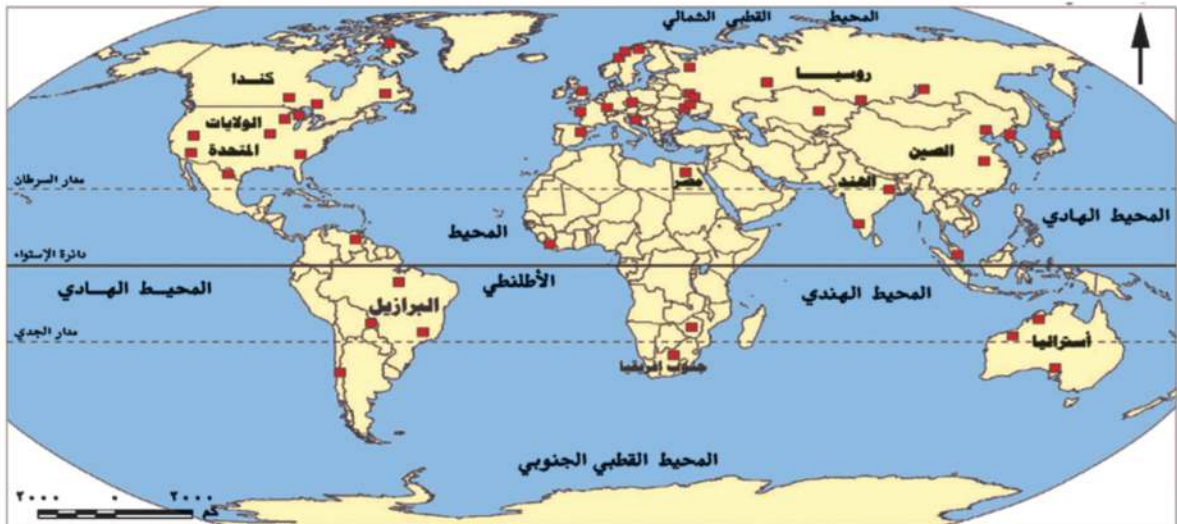 المحيط القطبي الشمالي
كندا
روسيا
الولايات
المتحدة
الصين
مدار السرطان
مصر
الهند
المحيط الهادي
المحيط
دائرة الإستواء
الأطلنطي
المحيط الهادي
المحيط الهندي
البرازيل
مدار الجدي
أستراليا
جنوب افريقيا
المحيط القطبي الجنوبي
٢٠٠٠ ٠ ٢٠٠٠
كم